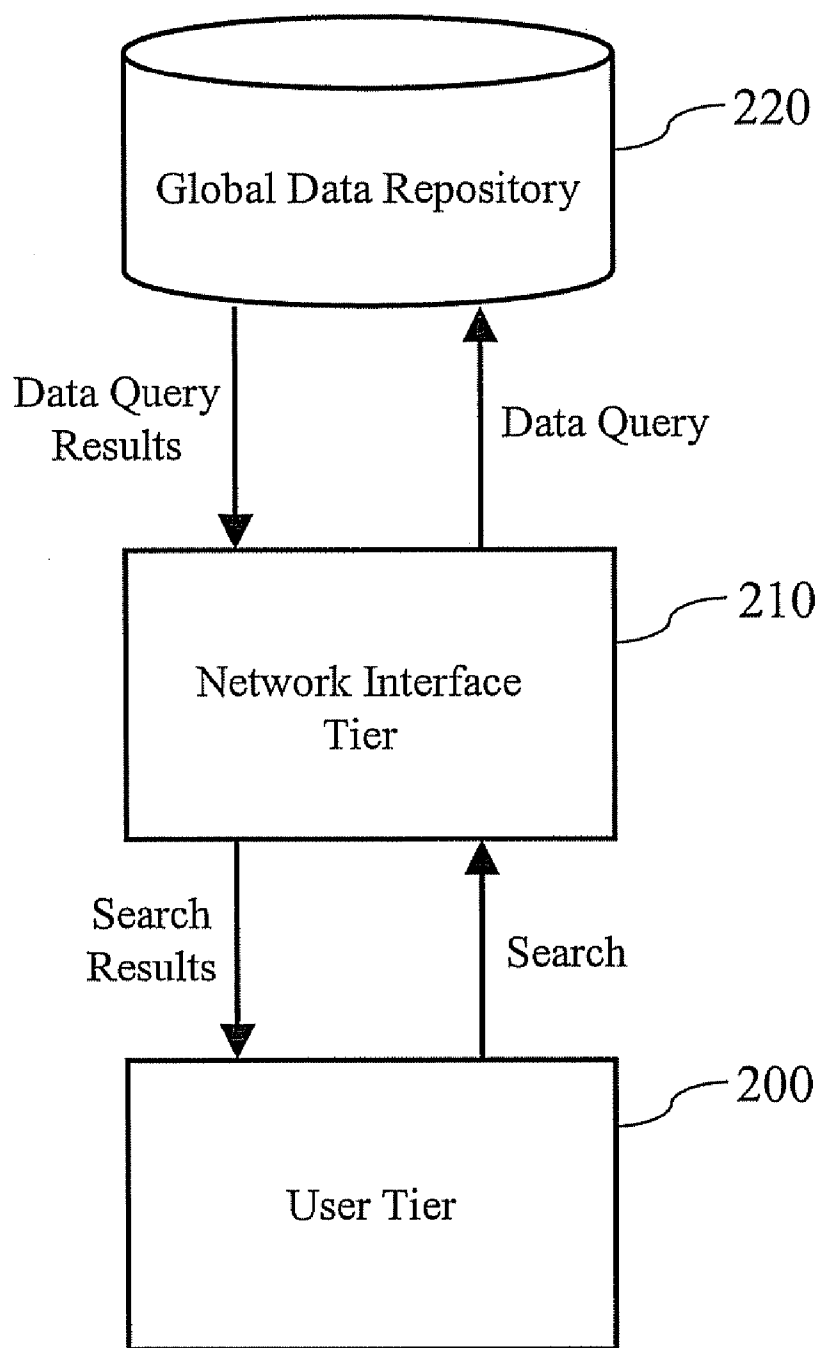 220
Global Data Repository
Data Query
Results
Data Query
210
Network Interface
Tier
Search
Results
Search
200
User Tier